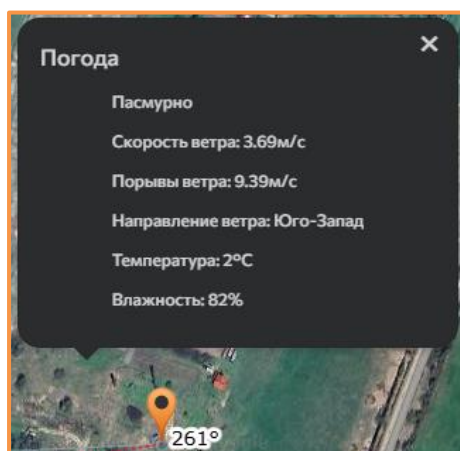 Погода
Пасмурно
Скорость ветра: 3.69м/с
Порывы ветра: 9.39м/с
Направление ветра: Юго-Запад
Температура: 2°C
Влажность: 82%
261°